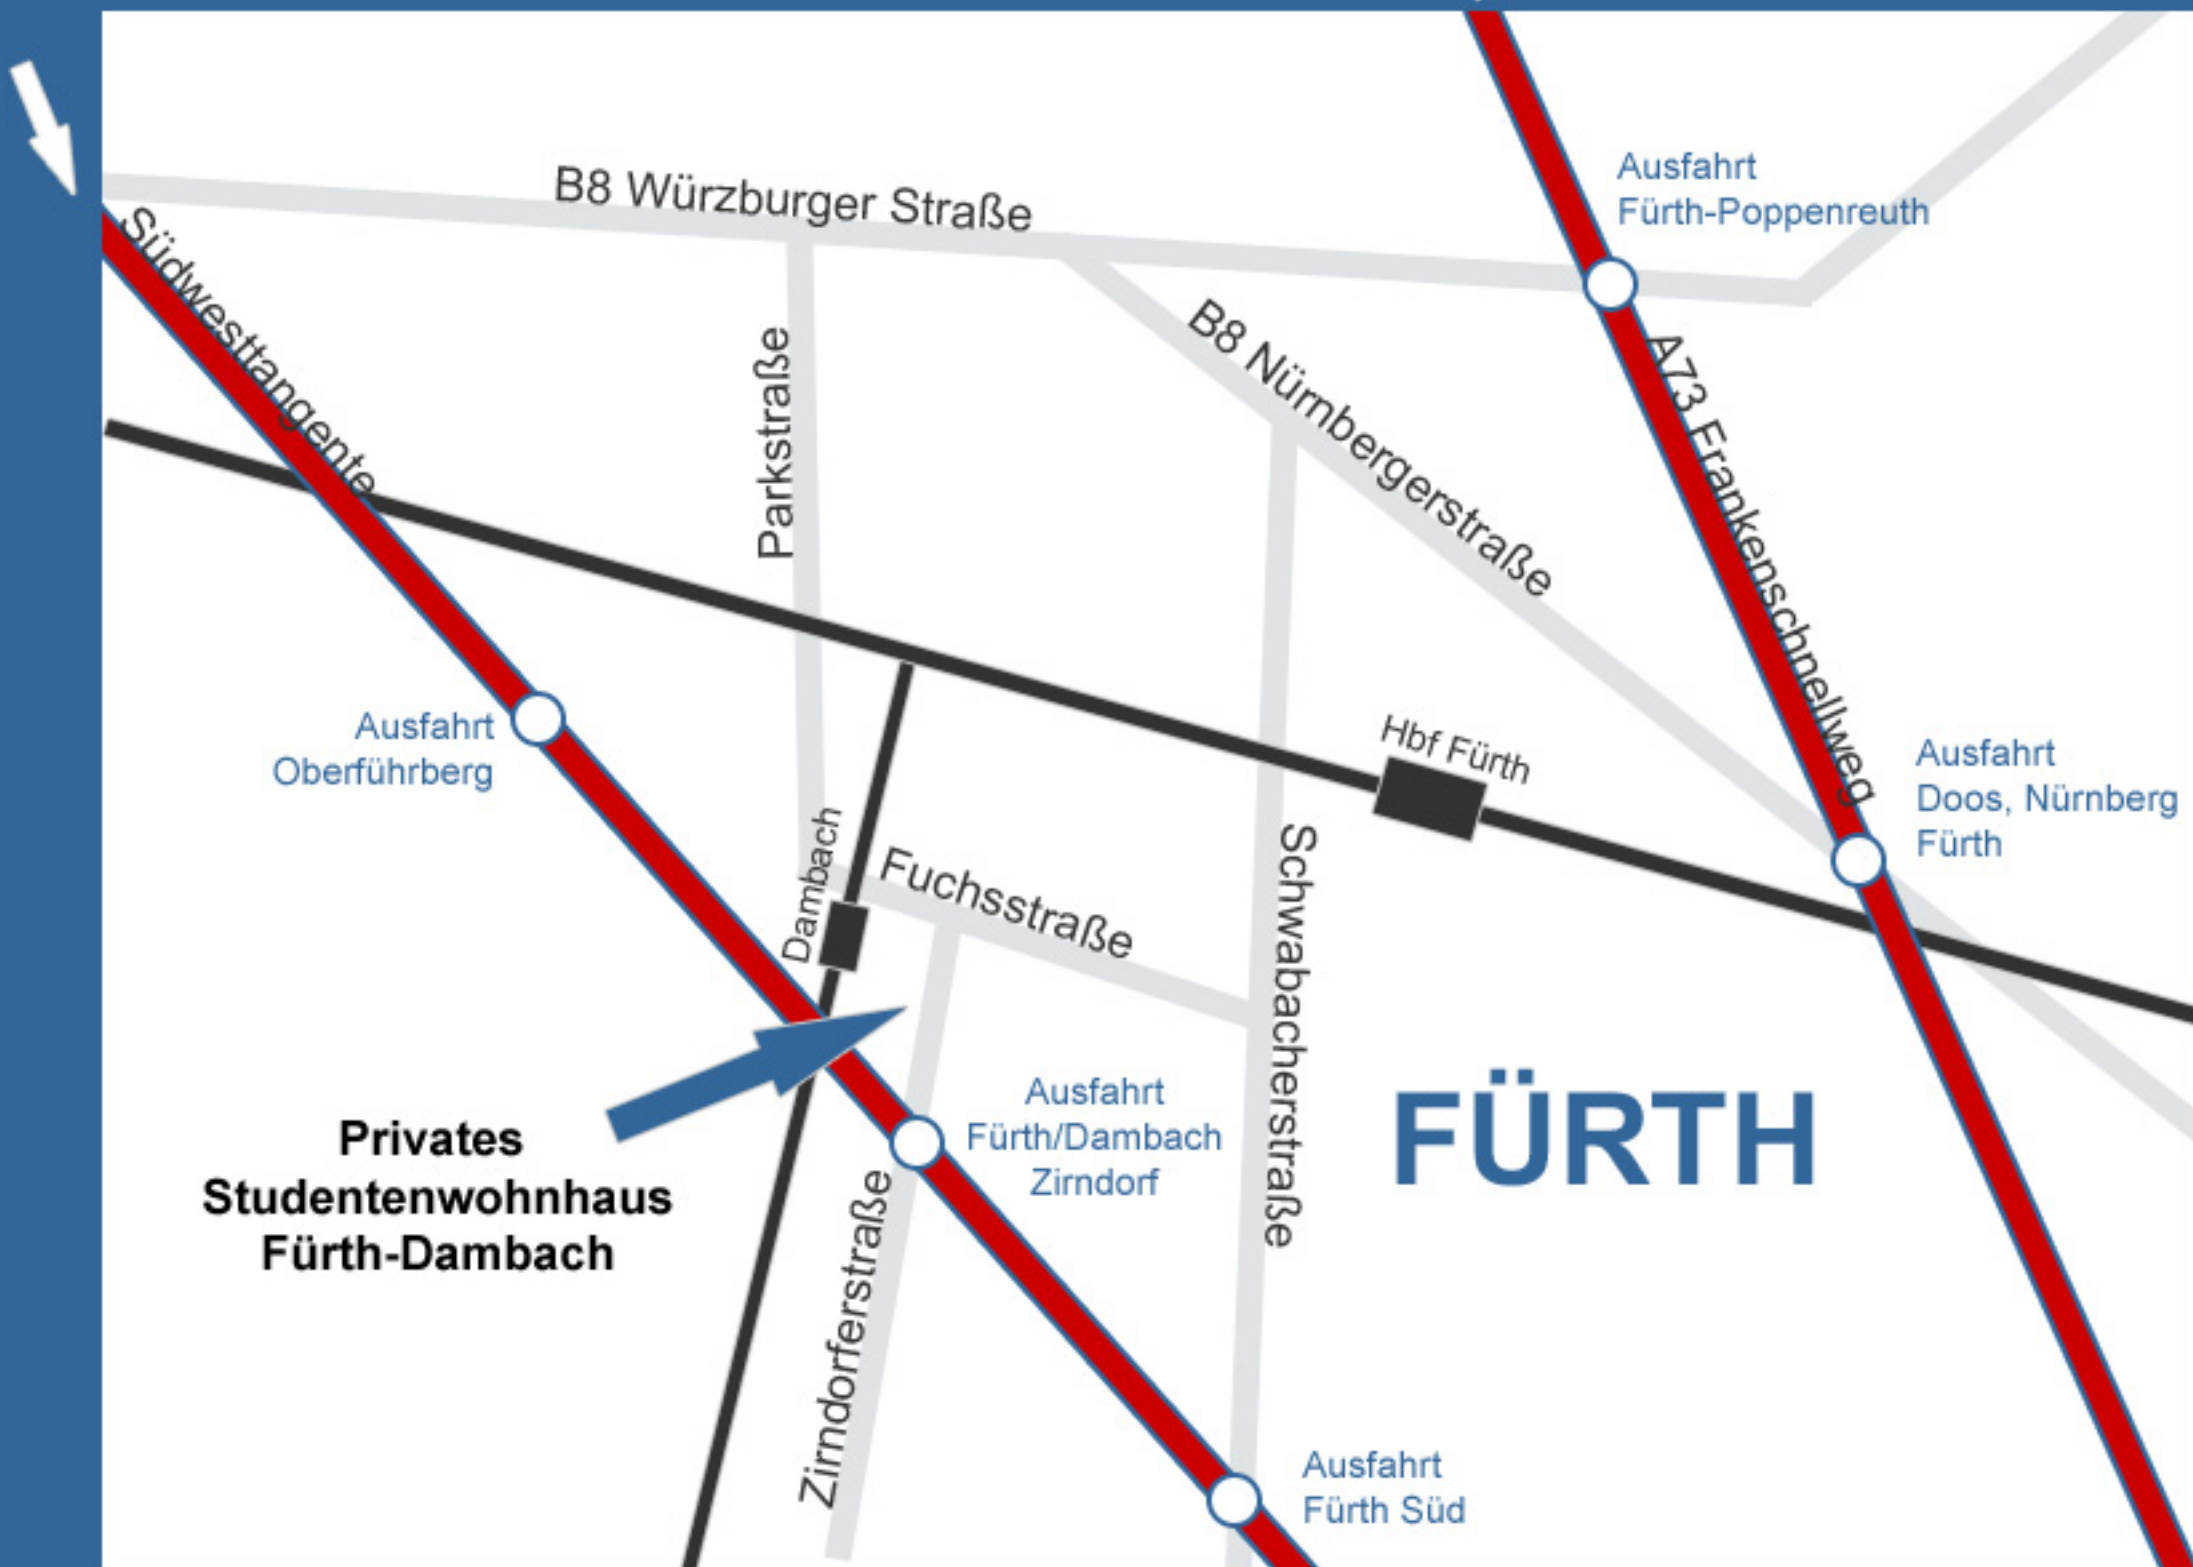 B8 Würzburger Straße
Ausfahrt
Fürth-Poppenreuth
Südwesttangente
Parkstraße
B8 Nürnbergerstraße
A73 Frankenschnellweg
Ausfahrt
Oberführberg
Hbf Fürth
Ausfahrt
Doos, Nürnberg
Fürth
Dambach
Fuchsstraße
Schwabacherstraße
Privates
Studentenwohnhaus
Fürth-Dambach
Ausfahrt
Fürth/Dambach
Zirndorf
FÜRTH
Zirndorferstraße
Ausfahrt
Fürth Süd